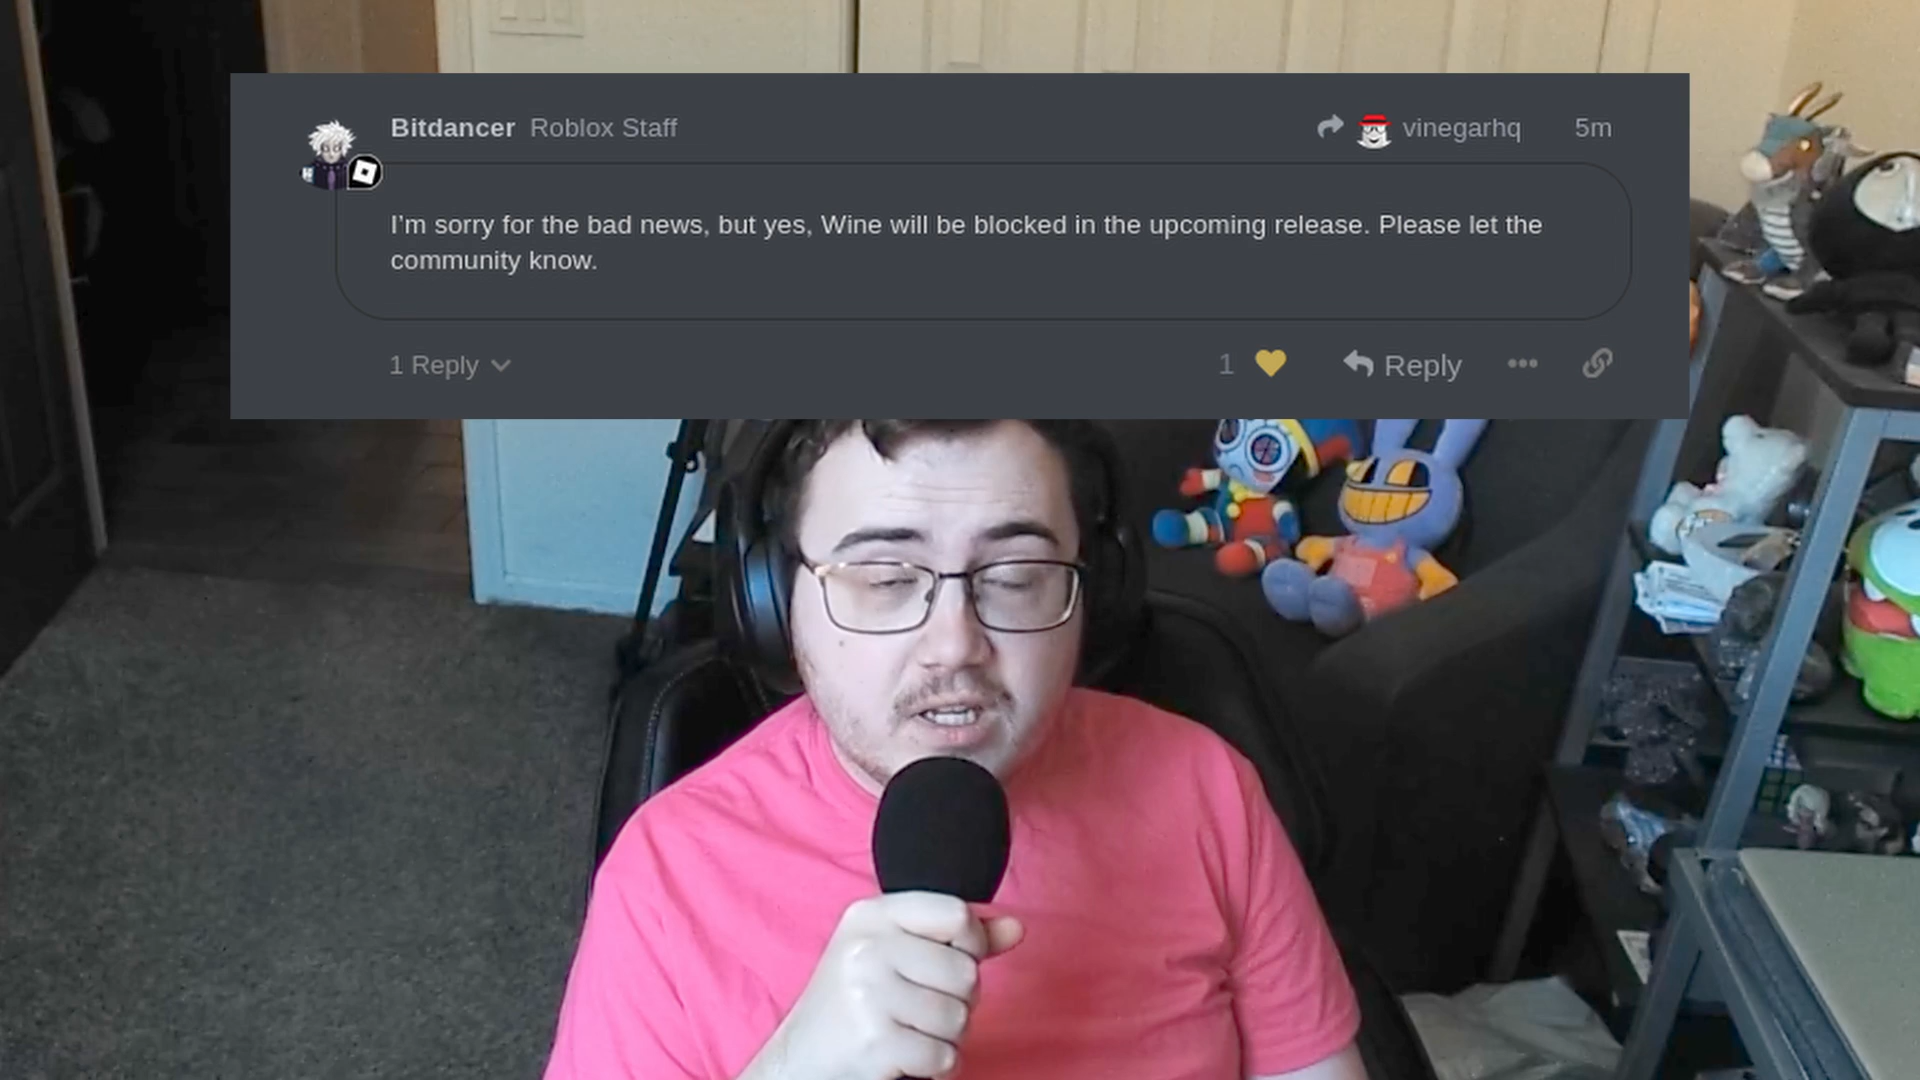 Bitdancer Roblox Staff vinegarhq 5m
I'm sorry for the bad news, but yes, Wine will be blocked in the upcoming release. Please let the
community know.
1 Reply 1 Reply